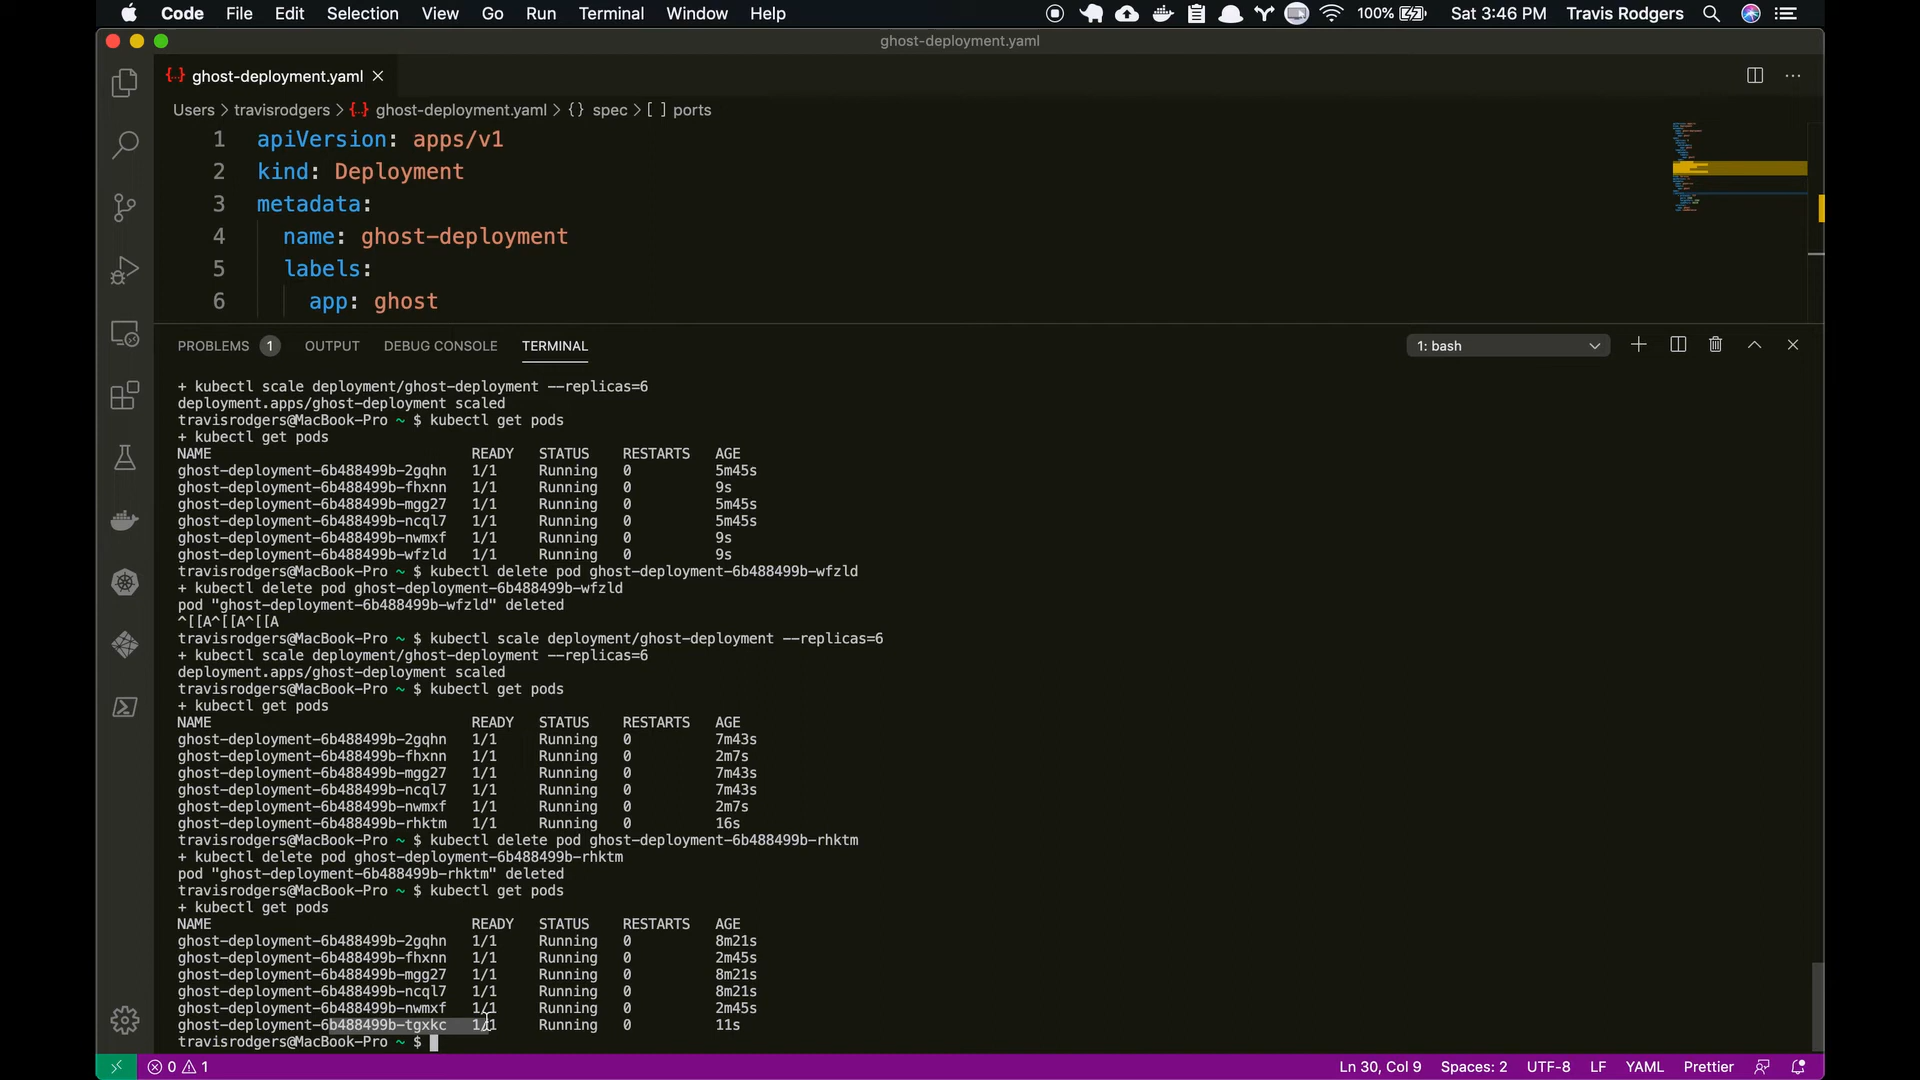 Code File Edit Selection View Go Run Terminal Window Help 100% Sat 3:46 PM Travis Rodgers
ghost-deployment.yaml
{..} ghost-deployment.yaml ×
Users > travisrodgers > {..} ghost-deployment.yaml > {} spec > [ ] ports
1 apiVersion: apps/v1
2 kind: Deployment
3 metadata:
4 name: ghost-deployment
5 labels:
6 app: ghost
PROBLEMS 1 OUTPUT DEBUG CONSOLE TERMINAL 1: bash
+ kubectl scale deployment/ghost-deployment --replicas=6
deployment.apps/ghost-deployment scaled
travisrodgers@MacBook-Pro ~ $ kubectl get pods
+ kubectl get pods
NAME READY STATUS RESTARTS AGE
ghost-deployment-6b488499b-2gqhn 1/1 Running 0 5m45s
ghost-deployment-6b488499b-fhxnn 1/1 Running 0 9s
ghost-deployment-6b488499b-mgg27 1/1 Running 0 5m45s
ghost-deployment-6b488499b-ncql7 1/1 Running 0 5m45s
ghost-deployment-6b488499b-nwmxf 1/1 Running 0 9s
ghost-deployment-6b488499b-wfzld 1/1 Running 0 9s
travisrodgers@MacBook-Pro ~ $ kubectl delete pod ghost-deployment-6b488499b-wfzld
+ kubectl delete pod ghost-deployment-6b488499b-wfzld
pod "ghost-deployment-6b488499b-wfzld" deleted
^[[A^[[A^[[A
travisrodgers@MacBook-Pro ~ $ kubectl scale deployment/ghost-deployment --replicas=6
+ kubectl scale deployment/ghost-deployment --replicas=6
deployment.apps/ghost-deployment scaled
travisrodgers@MacBook-Pro ~ $ kubectl get pods
+ kubectl get pods
NAME READY STATUS RESTARTS AGE
ghost-deployment-6b488499b-2gqhn 1/1 Running 0 7m43s
ghost-deployment-6b488499b-fhxnn 1/1 Running 0 2m7s
ghost-deployment-6b488499b-mgg27 1/1 Running 0 7m43s
ghost-deployment-6b488499b-ncql7 1/1 Running 0 7m43s
ghost-deployment-6b488499b-nwmxf 1/1 Running 0 2m7s
ghost-deployment-6b488499b-rhktm 1/1 Running 0 16s
travisrodgers@MacBook-Pro ~ $ kubectl delete pod ghost-deployment-6b488499b-rhktm
+ kubectl delete pod ghost-deployment-6b488499b-rhktm
pod "ghost-deployment-6b488499b-rhktm" deleted
travisrodgers@MacBook-Pro ~ $ kubectl get pods
+ kubectl get pods
NAME READY STATUS RESTARTS AGE
ghost-deployment-6b488499b-2gqhn 1/1 Running 0 8m21s
ghost-deployment-6b488499b-fhxnn 1/1 Running 0 2m45s
ghost-deployment-6b488499b-mgg27 1/1 Running 0 8m21s
ghost-deployment-6b488499b-ncql7 1/1 Running 0 8m21s
ghost-deployment-6b488499b-nwmxf 1/1 Running 0 2m45s
ghost-deployment-6b488499b-tgxkc 1/1 Running 0 11s
travisrodgers@MacBook-Pro ~ $
0 1 Ln 30, Col 9 Spaces: 2 UTF-8 LF YAML Prettier